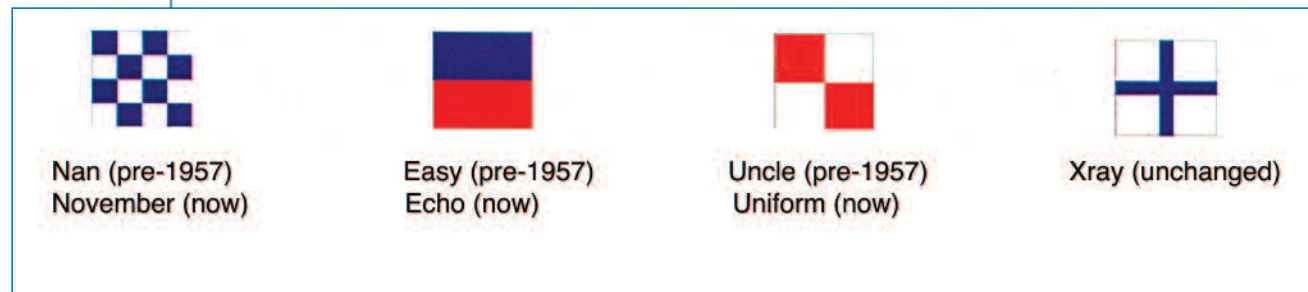 Nan (pre-1957)
November (now)
Easy (pre-1957)
Echo (now)
Uncle (pre-1957)
Uniform (now)
Xray (unchanged)